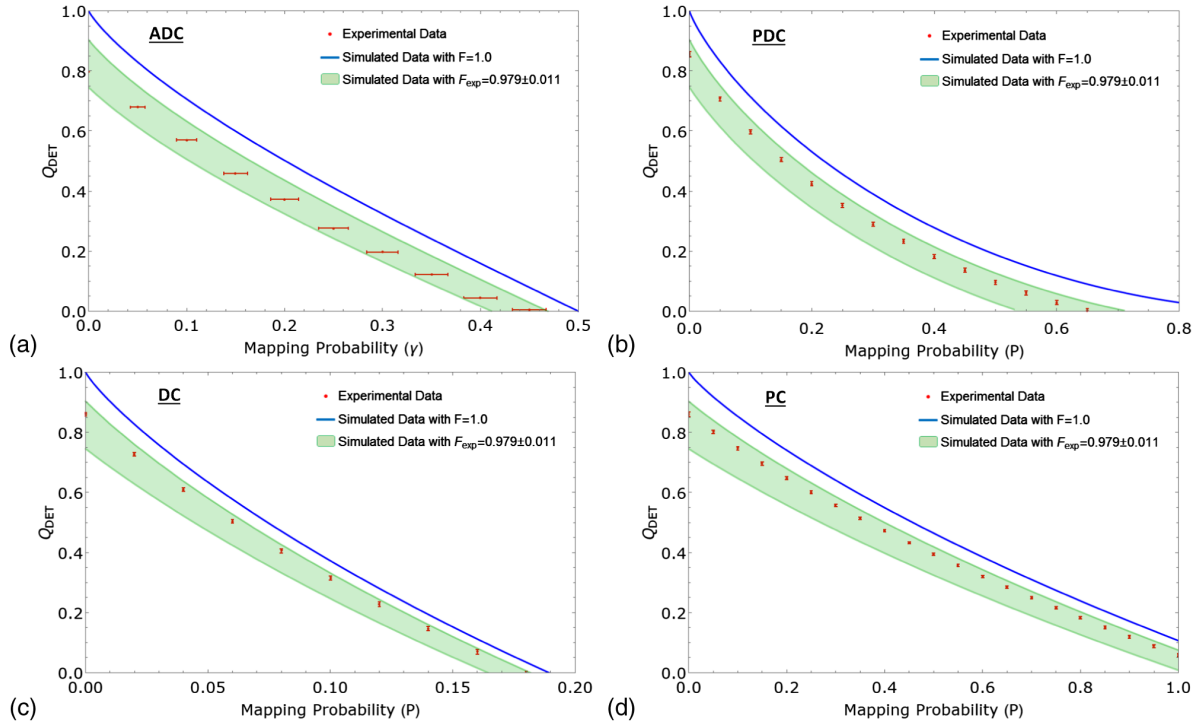 ADC
Experimental Data
Simulated Data with F=1.0
Simulated Data with Fexp=0.979±0.011
1.0
0.8
0.6
0.4
0.2
0.0
QDET
0.0 0.1 0.2 0.3 0.4 0.5
(a) Mapping Probability (γ)
PDC
Experimental Data
Simulated Data with F=1.0
Simulated Data with Fexp=0.979±0.011
1.0
0.8
0.6
0.4
0.2
0.0
QDET
0.0 0.2 0.4 0.6 0.8
(b) Mapping Probability (P)
DC
Experimental Data
Simulated Data with F=1.0
Simulated Data with Fexp=0.979±0.011
1.0
0.8
0.6
0.4
0.2
0.0
QDET
0.00 0.05 0.10 0.15 0.20
(c) Mapping Probability (P)
PC
Experimental Data
Simulated Data with F=1.0
Simulated Data with Fexp=0.979±0.011
1.0
0.8
0.6
0.4
0.2
0.0
QDET
0.0 0.2 0.4 0.6 0.8 1.0
(d) Mapping Probability (P)